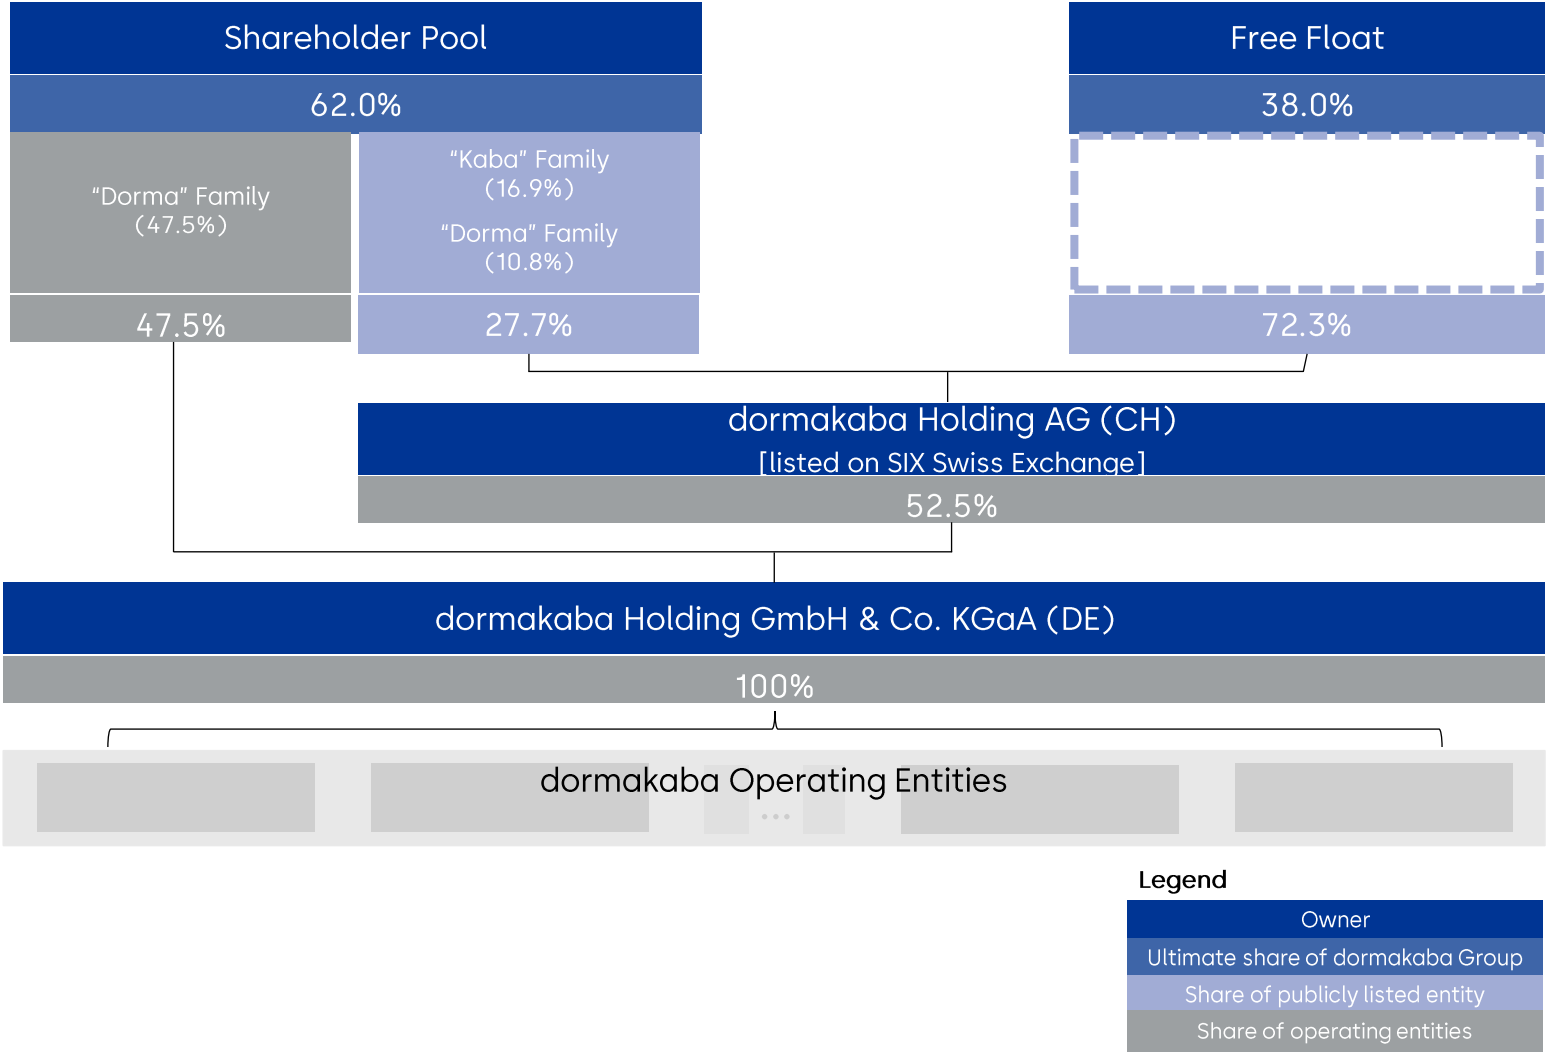 Shareholder Pool
Free Float
62.0%
38.0%
“Dorma” Family
(47.5%)
“Kaba” Family
(16.9%)
“Dorma” Family
(10.8%)
47.5%
27.7%
72.3%
dormakaba Holding AG (CH)
[listed on SIX Swiss Exchange]
52.5%
dormakaba Holding GmbH & Co. KGaA (DE)
100%
dormakaba Operating Entities
...
Legend
Owner
Ultimate share of dormakaba Group
Share of publicly listed entity
Share of operating entities